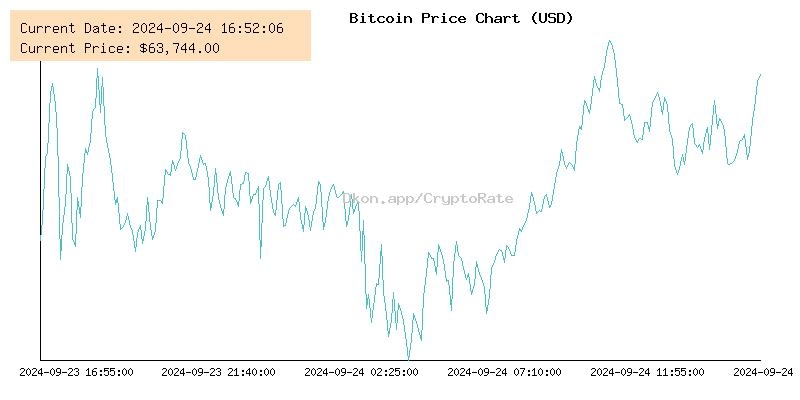 Bitcoin Price Chart (USD)
Current Date: 2024-09-24 16:52:06
Current Price: $63,744.00
Okon.app/CryptoRate
2024-09-23 16:55:00
2024-09-23 21:40:00
2024-09-24 02:25:00
2024-09-24 07:10:00
2024-09-24 11:55:00
2024-09-24